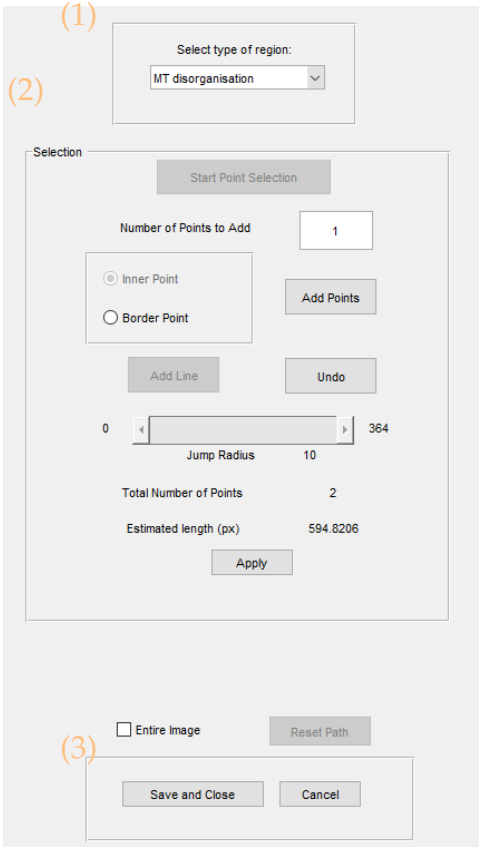 (1)
Select type of region:
MT disorganisation
(2)
Selection
Start Point Selection
Number of Points to Add 1
Inner Point
Add Points
Border Point
Add Line Undo
0 364
Jump Radius 10
Total Number of Points 2
Estimated length (px) 594.8206
Apply
Entire Image Reset Path
(3)
Save and Close Cancel